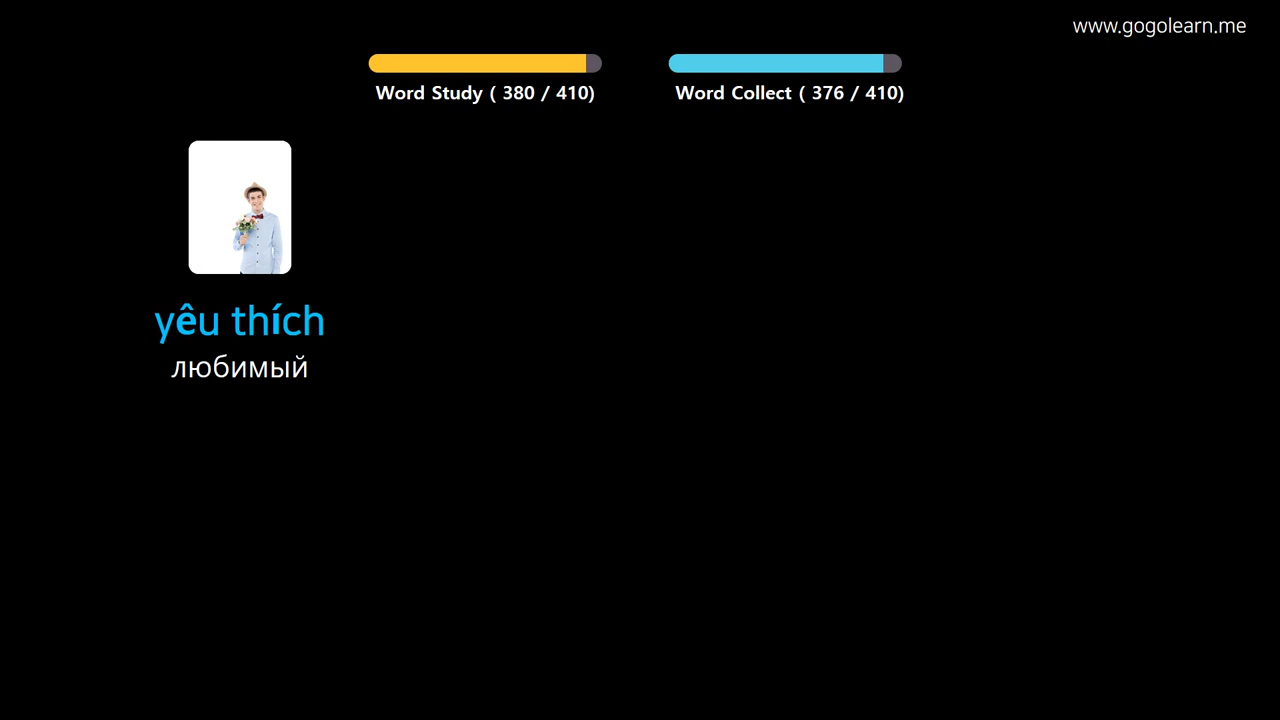 www.gogolearn.me
Word Study ( 380 / 410)
Word Collect ( 376 / 410)
yêu thích
любимый